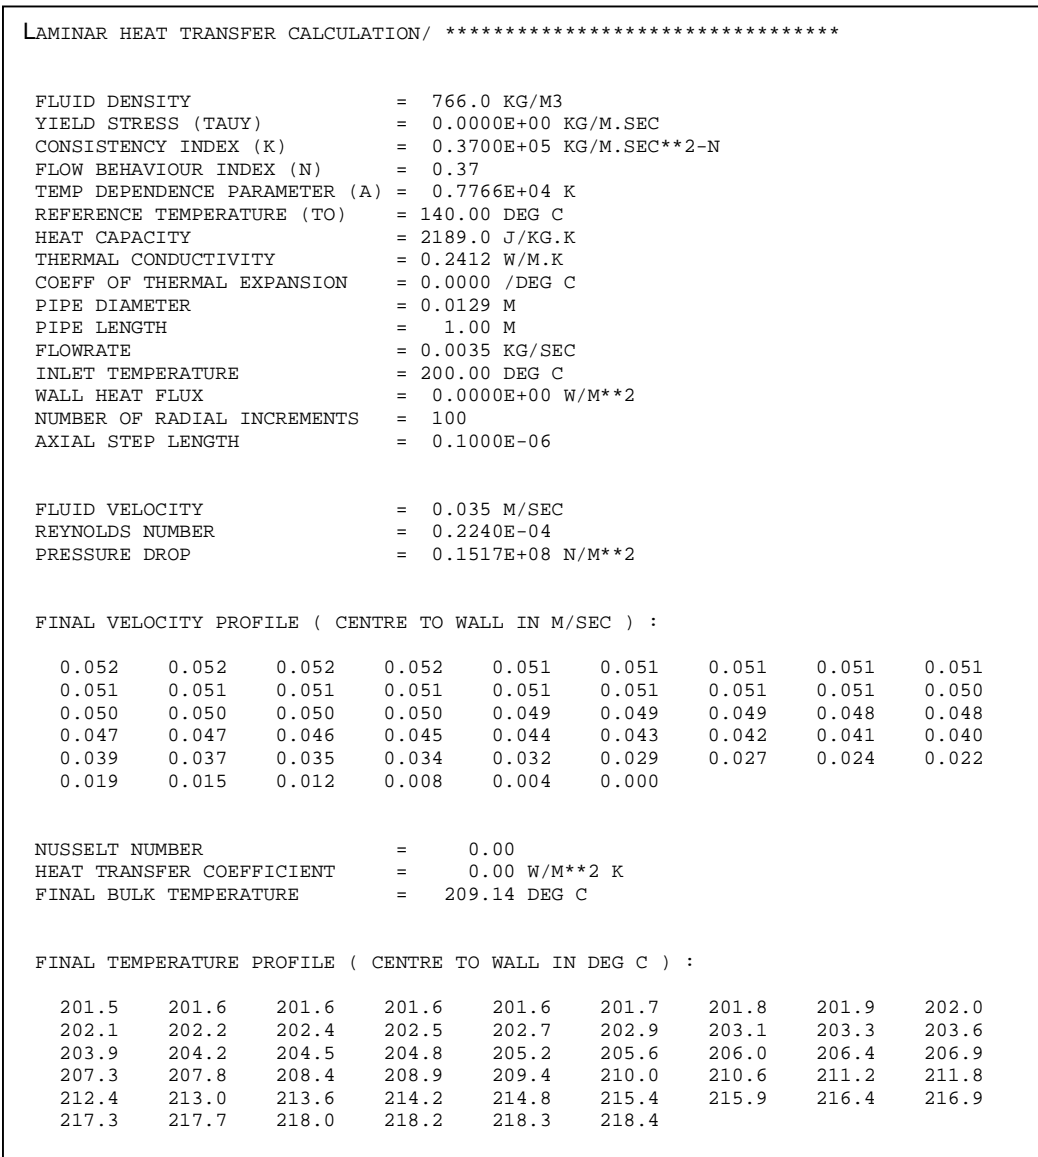 LAMINAR HEAT TRANSFER CALCULATION/ *********************************
FLUID DENSITY = 766.0 KG/M3
YIELD STRESS (TAUY) = 0.0000E+00 KG/M.SEC
CONSISTENCY INDEX (K) = 0.3700E+05 KG/M.SEC**2-N
FLOW BEHAVIOUR INDEX (N) = 0.37
TEMP DEPENDENCE PARAMETER (A) = 0.7766E+04 K
REFERENCE TEMPERATURE (TO) = 140.00 DEG C
HEAT CAPACITY = 2189.0 J/KG.K
THERMAL CONDUCTIVITY = 0.2412 W/M.K
COEFF OF THERMAL EXPANSION = 0.0000 /DEG C
PIPE DIAMETER = 0.0129 M
PIPE LENGTH = 1.00 M
FLOWRATE = 0.0035 KG/SEC
INLET TEMPERATURE = 200.00 DEG C
WALL HEAT FLUX = 0.0000E+00 W/M**2
NUMBER OF RADIAL INCREMENTS = 100
AXIAL STEP LENGTH = 0.1000E-06
FLUID VELOCITY = 0.035 M/SEC
REYNOLDS NUMBER = 0.2240E-04
PRESSURE DROP = 0.1517E+08 N/M**2
FINAL VELOCITY PROFILE ( CENTRE TO WALL IN M/SEC ) :
0.052 0.052 0.052 0.052 0.051 0.051 0.051 0.051 0.051
0.051 0.051 0.051 0.051 0.051 0.051 0.051 0.051 0.050
0.050 0.050 0.050 0.050 0.049 0.049 0.049 0.048 0.048
0.047 0.047 0.046 0.045 0.044 0.043 0.042 0.041 0.040
0.039 0.037 0.035 0.034 0.032 0.029 0.027 0.024 0.022
0.019 0.015 0.012 0.008 0.004 0.000
NUSSELT NUMBER = 0.00
HEAT TRANSFER COEFFICIENT = 0.00 W/M**2 K
FINAL BULK TEMPERATURE = 209.14 DEG C
FINAL TEMPERATURE PROFILE ( CENTRE TO WALL IN DEG C ) :
201.5 201.6 201.6 201.6 201.6 201.7 201.8 201.9 202.0
202.1 202.2 202.4 202.5 202.7 202.9 203.1 203.3 203.6
203.9 204.2 204.5 204.8 205.2 205.6 206.0 206.4 206.9
207.3 207.8 208.4 208.9 209.4 210.0 210.6 211.2 211.8
212.4 213.0 213.6 214.2 214.8 215.4 215.9 216.4 216.9
217.3 217.7 218.0 218.2 218.3 218.4